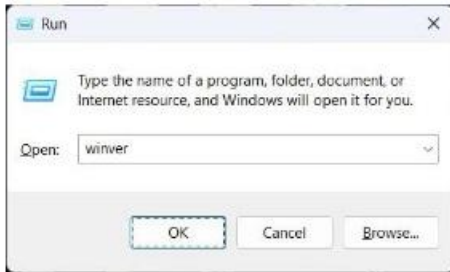 Run
Type the name of a program, folder, document, or
Internet resource, and Windows will open it for you.
Open: winver
OK Cancel Browse...